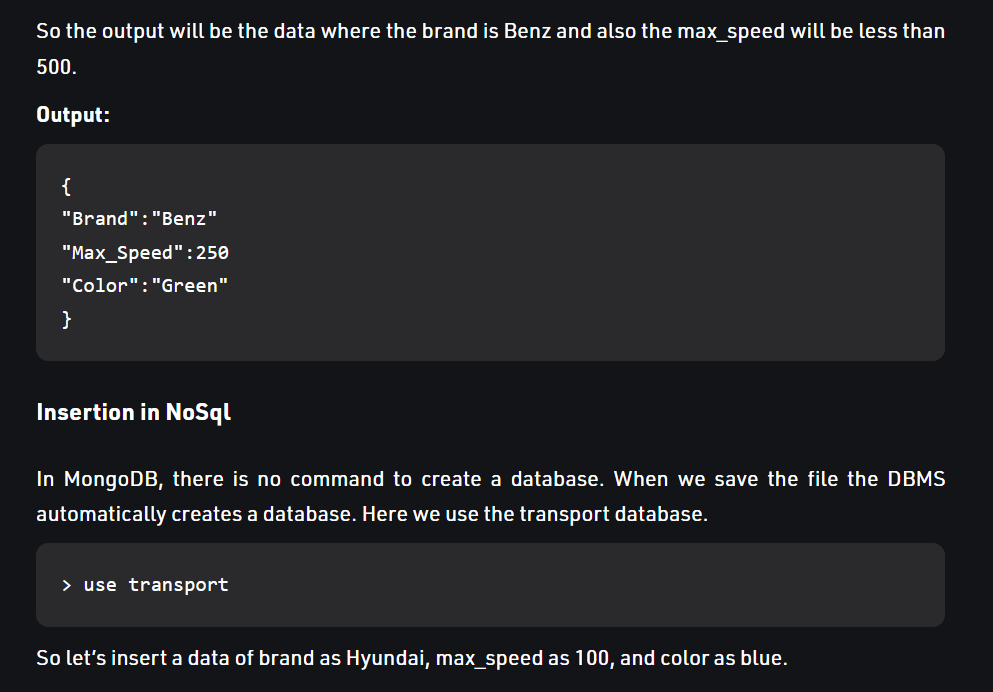 So the output will be the data where the brand is Benz and also the max_speed will be less than
500.
Output:
{
"Brand":"Benz"
"Max_Speed":250
"Color":"Green"
}
Insertion in NoSql
In MongoDB, there is no command to create a database. When we save the file the DBMS
automatically creates a database. Here we use the transport database.
> use transport
So let’s insert a data of brand as Hyundai, max_speed as 100, and color as blue.